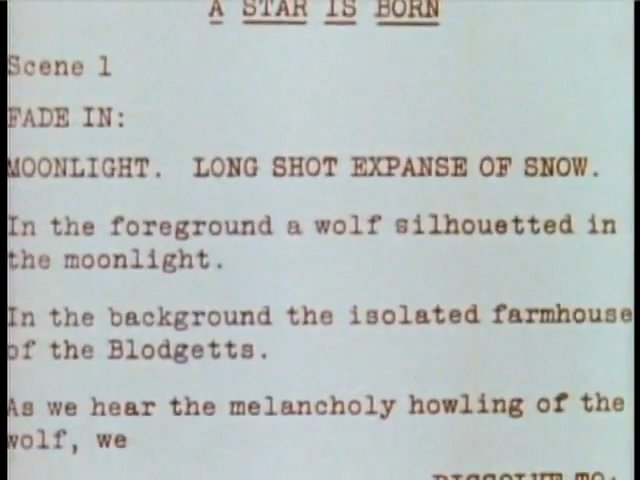 A STAR IS BORN
Scene 1
FADE IN:
MOONLIGHT. LONG SHOT EXPANSE OF SNOW.
In the foreground a wolf silhouetted in
the moonlight.
In the background the isolated farmhouse
of the Blodgetts.
As we hear the melancholy howling of the
wolf, we
DISSOLVE TO: